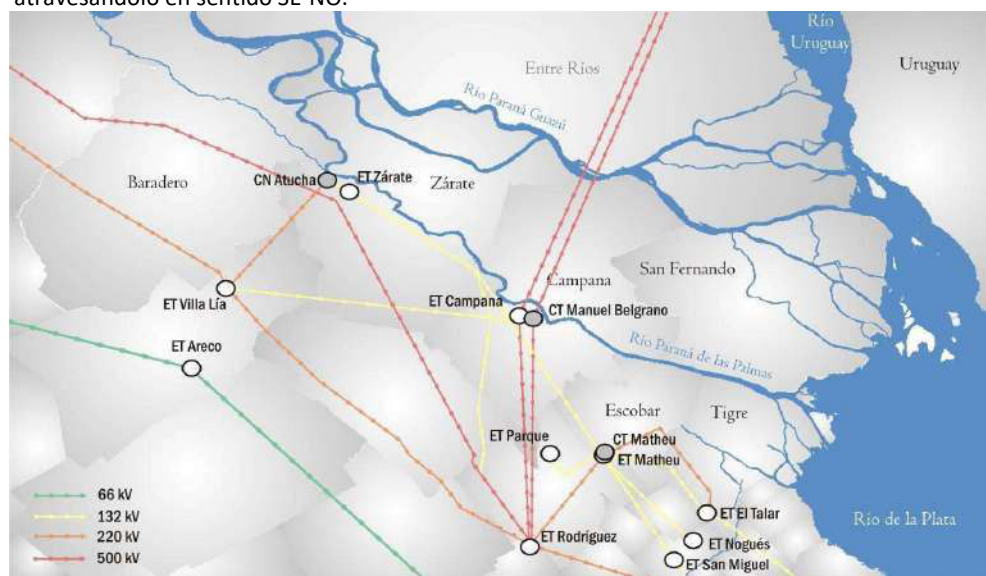 atravesándolo en sentido SE-NO.
Río
Uruguay
Uruguay
Entre Ríos
Río Paraná Guazú
Baradero
CN Atucha
ET Zárate
Zárate
Campana
San Fernando
ET Villa Lía
ET Campana
CT Manuel Belgrano
Río Paraná de las Palmas
ET Areco
Escobar
Tigre
ET Parque
CT Matheu
ET Matheu
66 kV
132 kV
220 kV
500 kV
ET El Talar
Río de la Plata
ET Rodríguez
ET Nogués
ET San Miguel